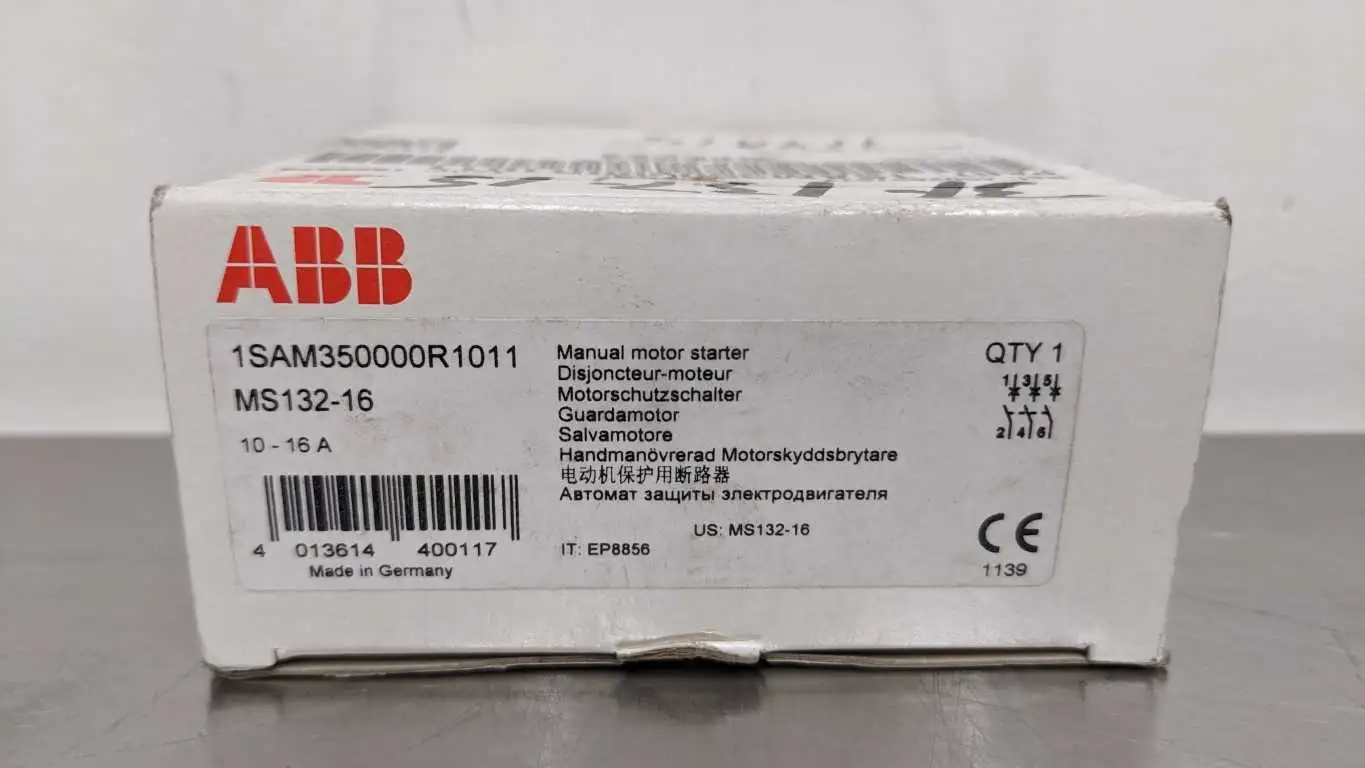 ABB
1SAM350000R1011
MS132-16
10 - 16 A
4 013614 400117
Made in Germany
Manual motor starter
Disjoncteur-moteur
Motorschutzschalter
Guardamotor
Salvamotore
Handmanövrerad Motorskyddsbrytare
电动机保护用断路器
Автомат защиты электродвигателя
US: MS132-16
IT: EP8856
QTY 1
1 3 5
2 4 6
CE
1139